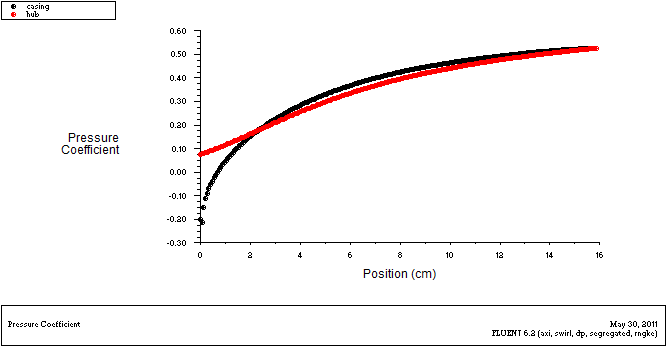 casing
hub
0.60
0.50
0.40
0.30
0.20
0.10
0.00
-0.10
-0.20
-0.30
Pressure
Coefficient
0 2 4 6 8 10 12 14 16
Position (cm)
Pressure Coefficient
May 30, 2011
FLUENT 6.2 (axi, swirl, dp, segregated, rngke)